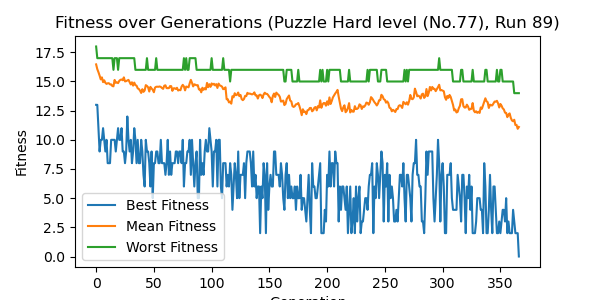 Fitness over Generations (Puzzle Hard level (No.77), Run 89)
Fitness
17.5
15.0
12.5
10.0
7.5
5.0
2.5
0.0
Best Fitness
Mean Fitness
Worst Fitness
0
50
100
150
200
250
300
350
Generation